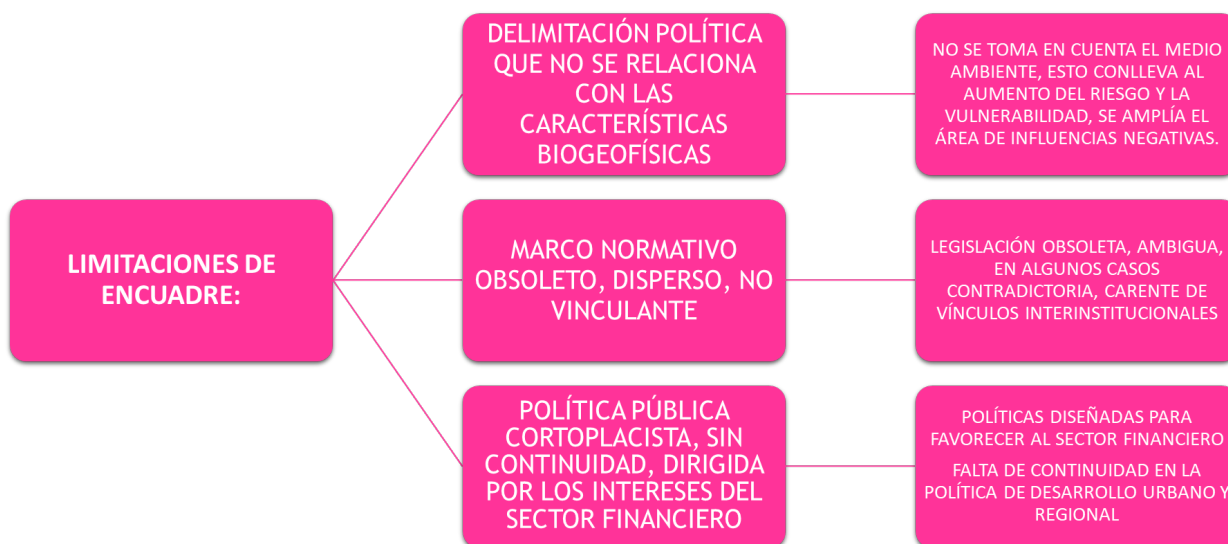 LIMITACIONES DE
ENCUADRE:
DELIMITACIÓN POLÍTICA
QUE NO SE RELACIONA
CON LAS
CARACTERÍSTICAS
BIOGEOFÍSICAS
NO SE TOMA EN CUENTA EL MEDIO
AMBIENTE, ESTO CONLLEVA AL
AUMENTO DEL RIESGO Y LA
VULNERABILIDAD, SE AMPLÍA EL
ÁREA DE INFLUENCIAS NEGATIVAS.
MARCO NORMATIVO
OBSOLETO, DISPERSO, NO
VINCULANTE
LEGISLACIÓN OBSOLETA, AMBIGUA,
EN ALGUNOS CASOS
CONTRADICTORIA, CARENTE DE
VÍNCULOS INTERINSTITUCIONALES
POLÍTICA PÚBLICA
CORTOPLACISTA, SIN
CONTINUIDAD, DIRIGIDA
POR LOS INTERESES DEL
SECTOR FINANCIERO
POLÍTICAS DISEÑADAS PARA
FAVORECER AL SECTOR FINANCIERO
FALTA DE CONTINUIDAD EN LA
POLÍTICA DE DESARROLLO URBANO Y
REGIONAL